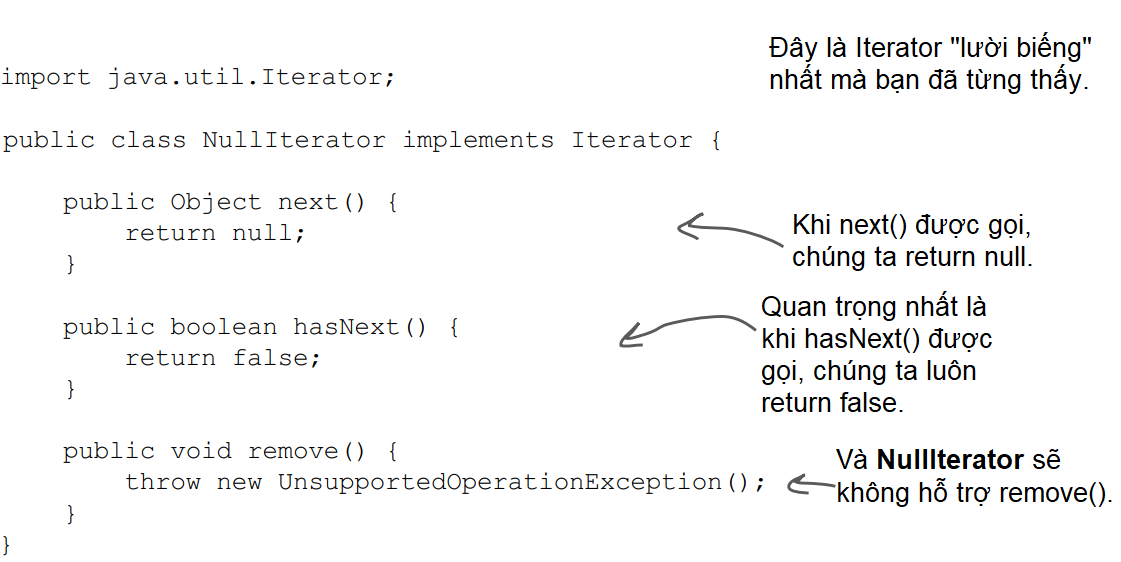 Đây là Iterator "lười biếng"
nhất mà bạn đã từng thấy.
import java.util.Iterator;
public class NullIterator implements Iterator {
public Object next() {
return null;
}
Khi next() được gọi,
chúng ta return null.
public boolean hasNext() {
return false;
}
Quan trọng nhất là
khi hasNext() được
gọi, chúng ta luôn
return false.
public void remove() {
throw new UnsupportedOperationException();
}
}
Và NullIterator sẽ
không hỗ trợ remove().